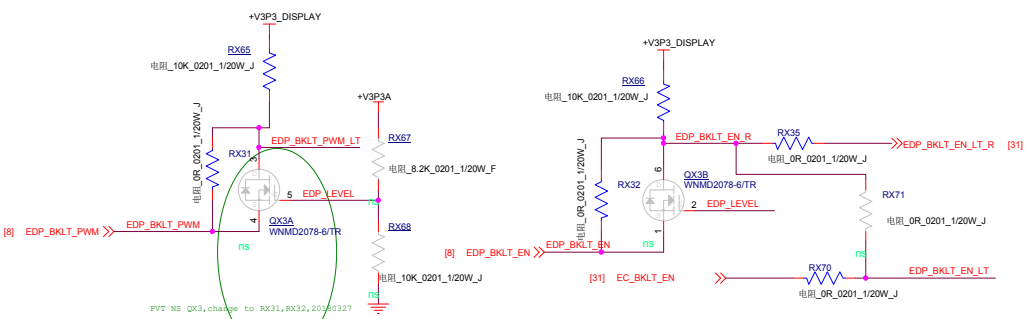 +V3P3_DISPLAY
RX65
电阻_10K_0201_1/20W_J
+V3P3A
电阻_0R_0201_1/20W_J
RX31
3
EDP_BKLT_PWM_LT
RX67
电阻_8.2K_0201_1/20W_F
5
EDP_LEVEL
ns
4
QX3A
WNMD2078-6/TR
[8]
EDP_BKLT_PWM
EDP_BKLT_PWM
ns
RX68
电阻_10K_0201_1/20W_J
ns
PVT NS QX3,change to RX31,RX32,20180327
+V3P3_DISPLAY
RX66
电阻_10K_0201_1/20W_J
EDP_BKLT_EN_R
RX35
电阻_0R_0201_1/20W_J
EDP_BKLT_EN_LT_R
[31]
电阻_0R_0201_1/20W_J
RX32
6
QX3B
WNMD2078-6/TR
2
EDP_LEVEL
1
RX71
电阻_0R_0201_1/20W_J
ns
[8]
EDP_BKLT_EN
EDP_BKLT_EN
ns
[31]
EC_BKLT_EN
RX70
电阻_0R_0201_1/20W_J
EDP_BKLT_EN_LT